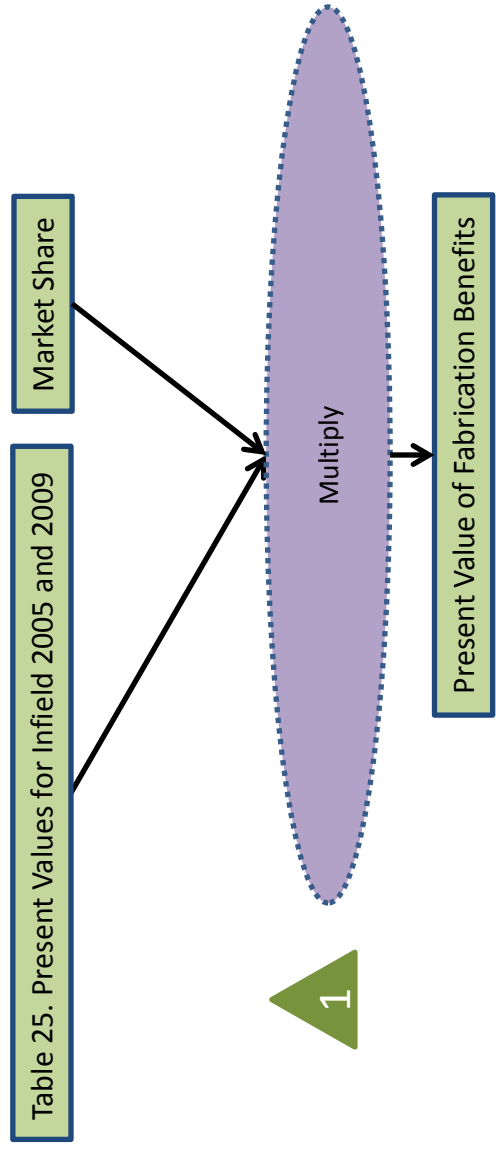 Table 25. Present Values for Infield 2005 and 2009
Market Share
1
Multiply
Present Value of Fabrication Benefits